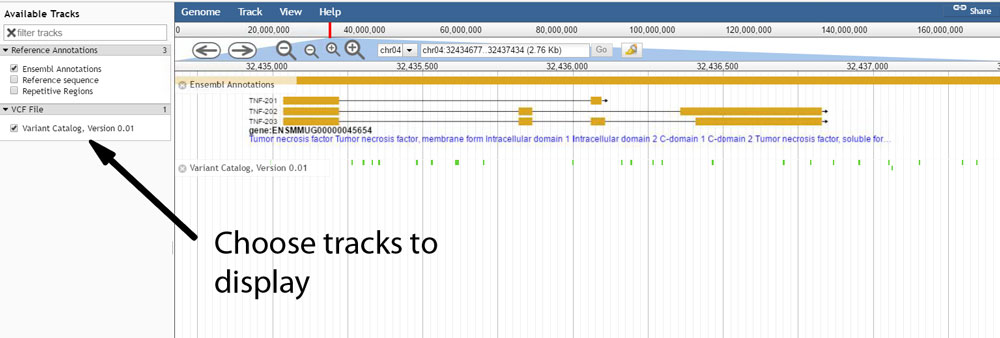 Available Tracks
filter tracks
Reference Annotations 3
Ensembl Annotations
Reference sequence
Repetitive Regions
VCF File 1
Variant Catalog, Version 0.01
Genome Track View Help Share
0 20,000,000 40,000,000 60,000,000 80,000,000 100,000,000 120,000,000 140,000,000 160,000,000
chr04 chr04:32434677..32437434 (2.76 Kb) Go
32,435,000 32,435,500 32,436,000 32,436,500 32,437,000
Ensembl Annotations
TNF-201
TNF-202
TNF-203
gene:ENSMMUG00000045654
Tumor necrosis factor Tumor necrosis factor, membrane form Intracellular domain 1 Intracellular domain 2 C-domain 1 C-domain 2 Tumor necrosis factor, soluble for...
Variant Catalog, Version 0.01
Choose tracks to
display